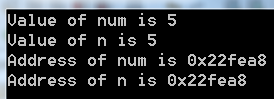 Value of num is 5
Value of n is 5
Address of num is 0x22fea8
Address of n is 0x22fea8